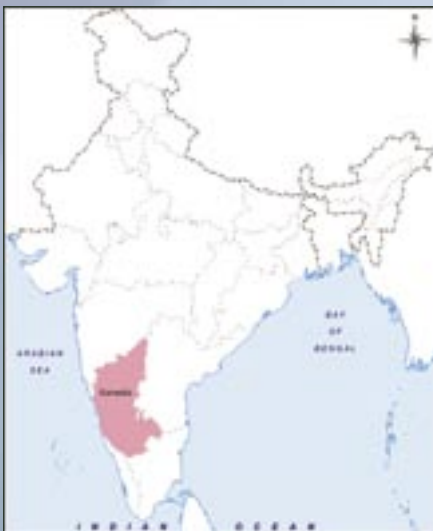 N
BAY
OF
BENGAL
ARABIAN
SEA
Karnataka
INDIAN OCEAN